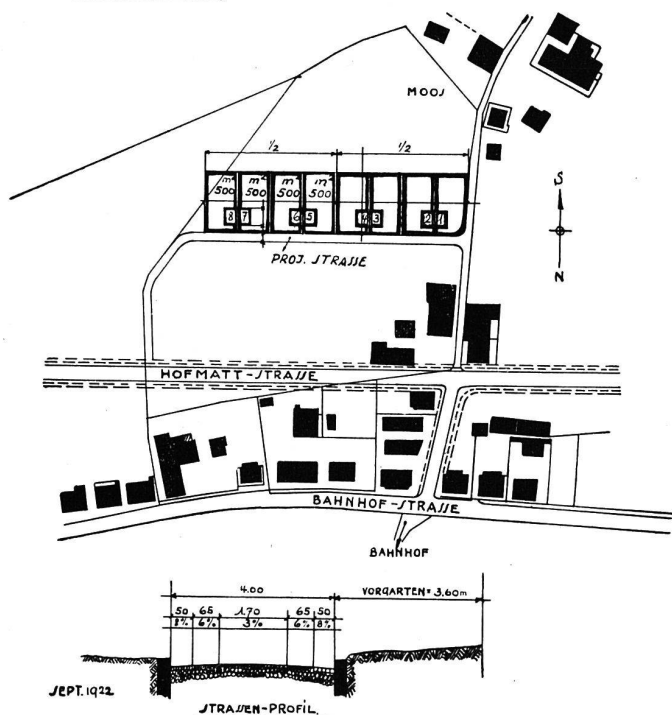 MOOS
1/2 1/2
m² m² m² m²
500 500 500 500
8 7 6 5 4 3 2 1
PROJ. STRASSE
S
N
HOFMATT-STRASSE
BAHNHOF-STRASSE
BAHNHOF
4.00 VORGARTEN=3.60m
50 65 1.70 65 50
8% 6% 3% 6% 8%
SEPT. 1922
STRASSEN-PROFIL.